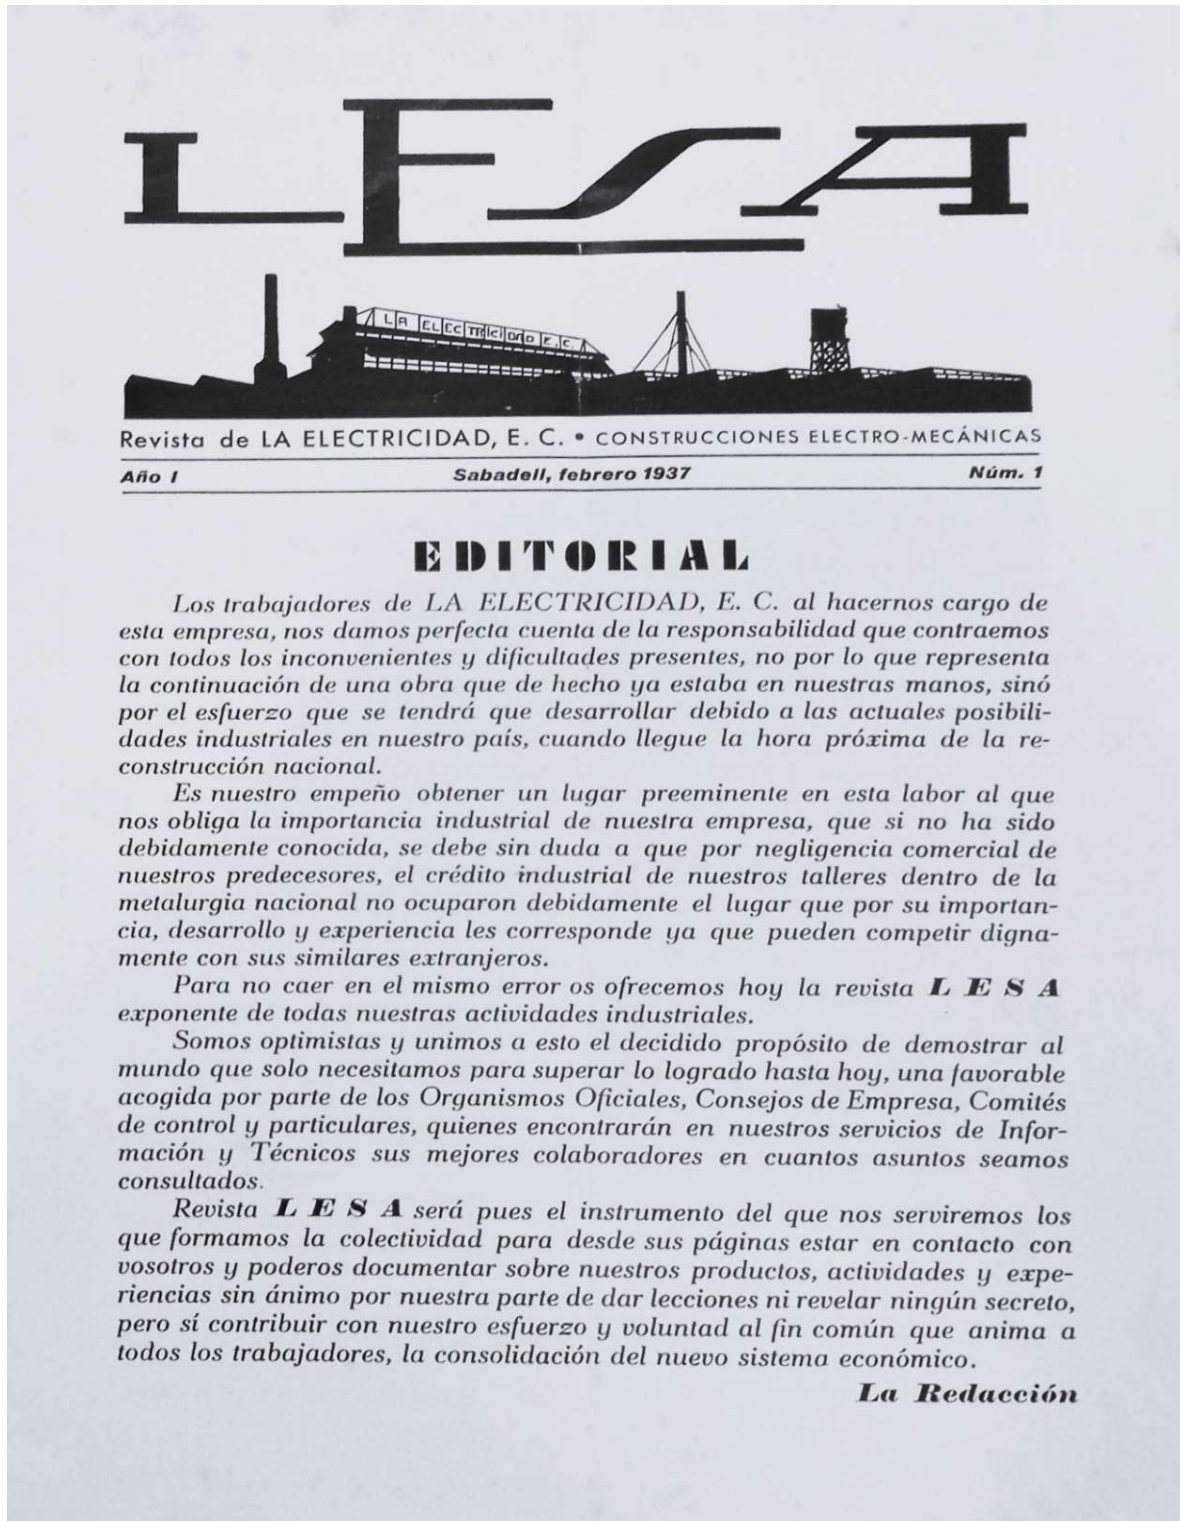 LESA
LA ELECTRICIDAD E.C.
Revista de LA ELECTRICIDAD, E. C. • CONSTRUCCIONES ELECTRO-MECÁNICAS
Año I Sabadell, febrero 1937 Núm. 1
EDITORIAL
Los trabajadores de LA ELECTRICIDAD, E. C. al hacernos cargo de
esta empresa, nos damos perfecta cuenta de la responsabilidad que contraemos
con todos los inconvenientes y dificultades presentes, no por lo que representa
la continuación de una obra que de hecho ya estaba en nuestras manos, sinó
por el esfuerzo que se tendrá que desarrollar debido a las actuales posibili-
dades industriales en nuestro país, cuando llegue la hora próxima de la re-
construcción nacional.
Es nuestro empeño obtener un lugar preeminente en esta labor al que
nos obliga la importancia industrial de nuestra empresa, que si no ha sido
debidamente conocida, se debe sin duda a que por negligencia comercial de
nuestros predecesores, el crédito industrial de nuestros talleres dentro de la
metalurgia nacional no ocuparon debidamente el lugar que por su importan-
cia, desarrollo y experiencia les corresponde ya que pueden competir digna-
mente con sus similares extranjeros.
Para no caer en el mismo error os ofrecemos hoy la revista L E S A
exponente de todas nuestras actividades industriales.
Somos optimistas y unimos a esto el decidido propósito de demostrar al
mundo que solo necesitamos para superar lo logrado hasta hoy, una favorable
acogida por parte de los Organismos Oficiales, Consejos de Empresa, Comités
de control y particulares, quienes encontrarán en nuestros servicios de Infor-
mación y Técnicos sus mejores colaboradores en cuantos asuntos seamos
consultados.
Revista L E S A será pues el instrumento del que nos serviremos los
que formamos la colectividad para desde sus páginas estar en contacto con
vosotros y poderos documentar sobre nuestros productos, actividades y expe-
riencias sin ánimo por nuestra parte de dar lecciones ni revelar ningún secreto,
pero sí contribuir con nuestro esfuerzo y voluntad al fin común que anima a
todos los trabajadores, la consolidación del nuevo sistema económico.
La Redacción